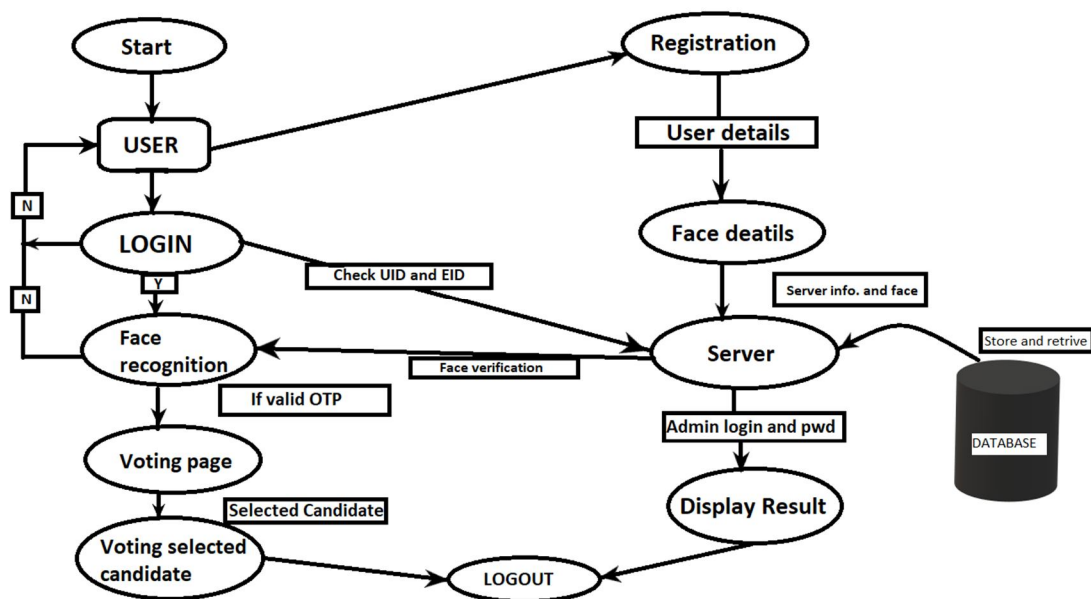 Start
Registration
USER
User details
N
LOGIN
Face deatils
Check UID and EID
Y
N
Server info. and face
Face
recognition
Face verification
Server
Store and retrive
If valid OTP
Admin login and pwd
DATABASE
Voting page
Selected Candidate
Display Result
Voting selected
candidate
LOGOUT